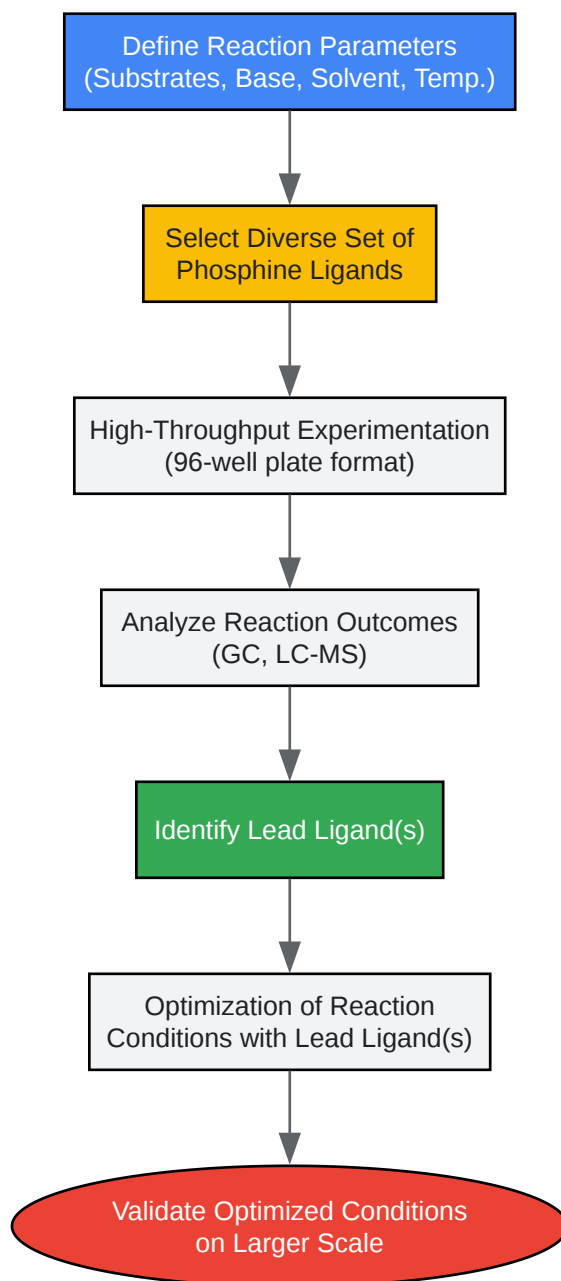 Define Reaction Parameters
(Substrates, Base, Solvent, Temp.)
Select Diverse Set of
Phosphine Ligands
High-Throughput Experimentation
(96-well plate format)
Analyze Reaction Outcomes
(GC, LC-MS)
Identify Lead Ligand(s)
Optimization of Reaction
Conditions with Lead Ligand(s)
Validate Optimized Conditions
on Larger Scale